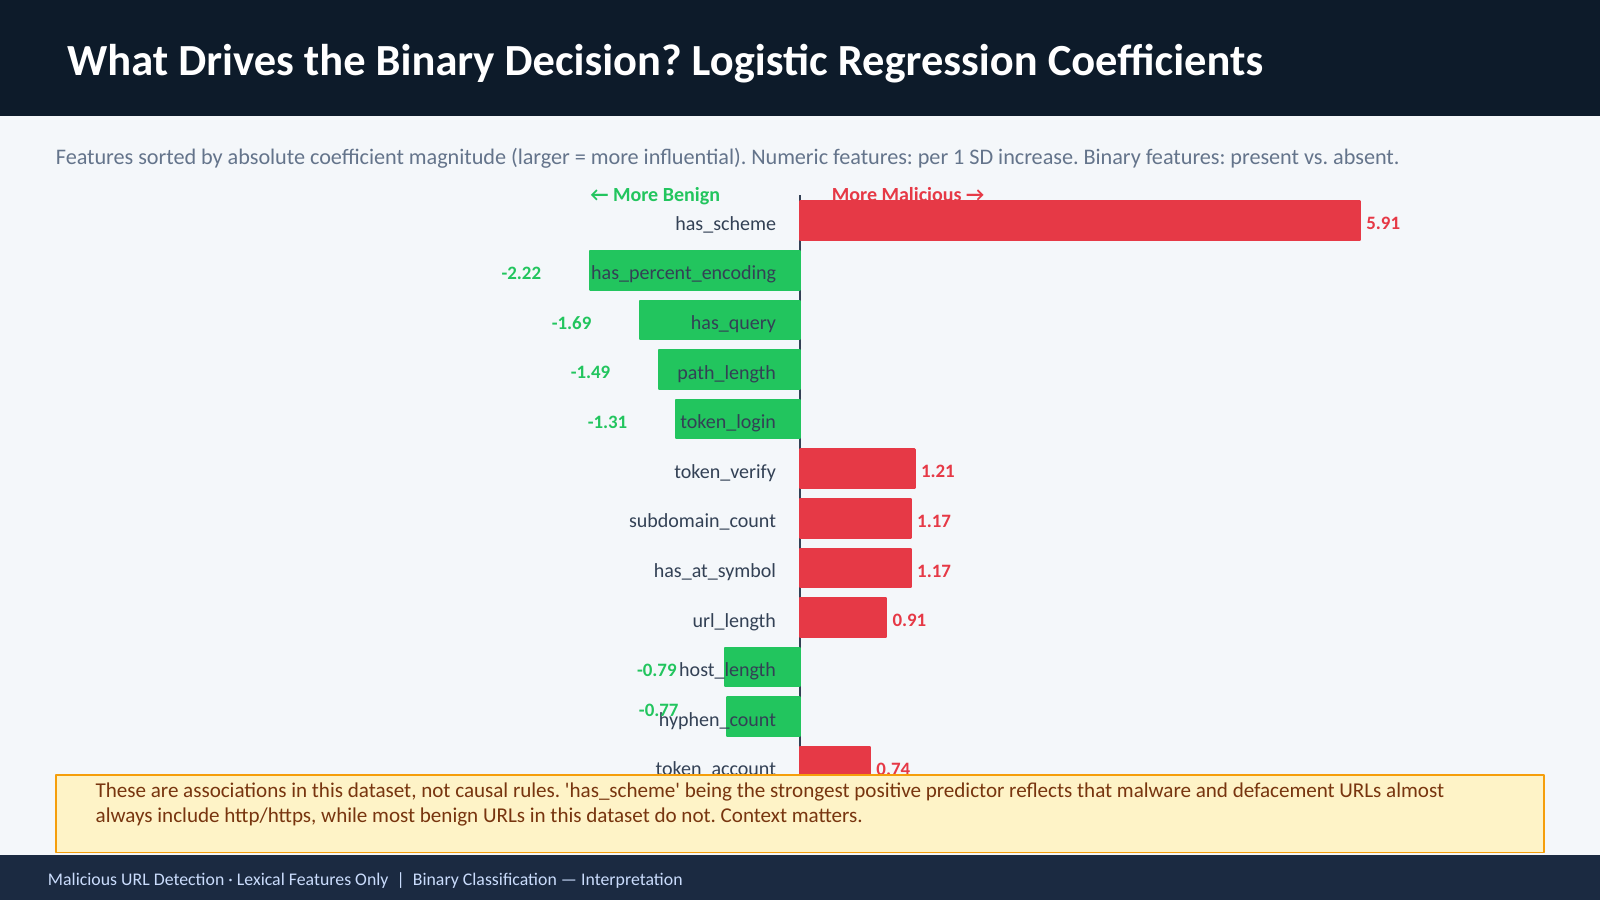 What Drives the Binary Decision? Logistic Regression Coefficients
Features sorted by absolute coefficient magnitude (larger = more influential). Numeric features: per 1 SD increase. Binary features: present vs. absent.
← More Benign
More Malicious →
has_scheme 5.91
-2.22 has_percent_encoding
-1.69 has_query
-1.49 path_length
-1.31 token_login
token_verify 1.21
subdomain_count 1.17
has_at_symbol 1.17
url_length 0.91
-0.79 host_length
-0.77 hyphen_count
token_account 0.74
These are associations in this dataset, not causal rules. 'has_scheme' being the strongest positive predictor reflects that malware and defacement URLs almost
always include http/https, while most benign URLs in this dataset do not. Context matters.
Malicious URL Detection · Lexical Features Only | Binary Classification — Interpretation